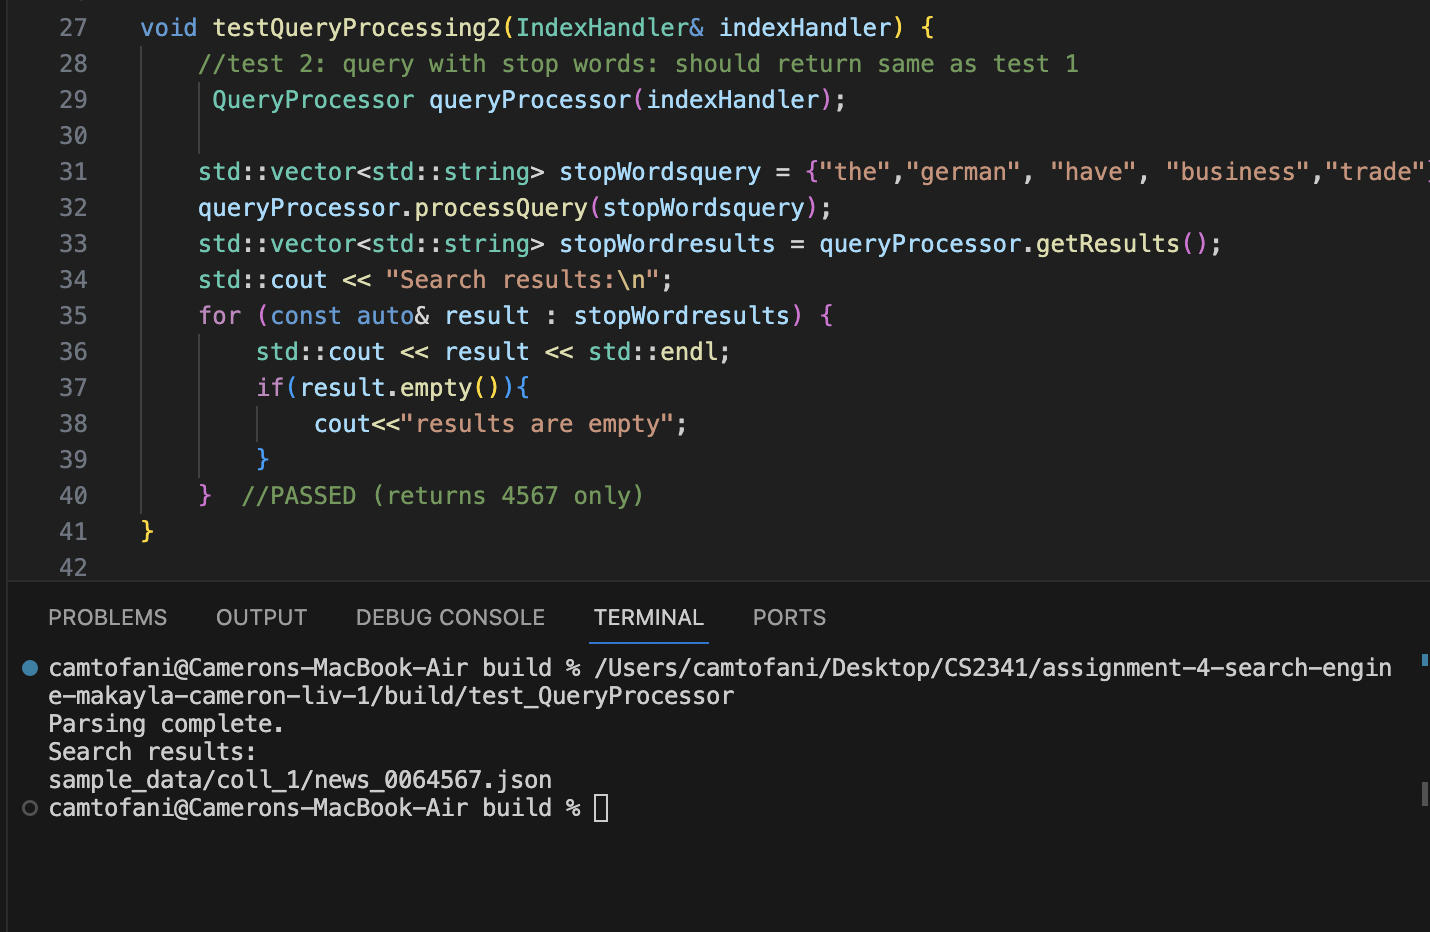 27 void testQueryProcessing2(IndexHandler& indexHandler) {
28 //test 2: query with stop words: should return same as test 1
29 QueryProcessor queryProcessor(indexHandler);
30
31 std::vector<std::string> stopWordsquery = {"the","german", "have", "business","trade"
32 queryProcessor.processQuery(stopWordsquery);
33 std::vector<std::string> stopWordresults = queryProcessor.getResults();
34 std::cout << "Search results:\n";
35 for (const auto& result : stopWordresults) {
36 std::cout << result << std::endl;
37 if(result.empty()){
38 cout<<"results are empty";
39 }
40 } //PASSED (returns 4567 only)
41 }
42
PROBLEMS OUTPUT DEBUG CONSOLE TERMINAL PORTS
camtofani@Camerons-MacBook-Air build % /Users/camtofani/Desktop/CS2341/assignment-4-search-engin
e-makayla-cameron-liv-1/build/test_QueryProcessor
Parsing complete.
Search results:
sample_data/coll_1/news_0064567.json
camtofani@Camerons-MacBook-Air build %